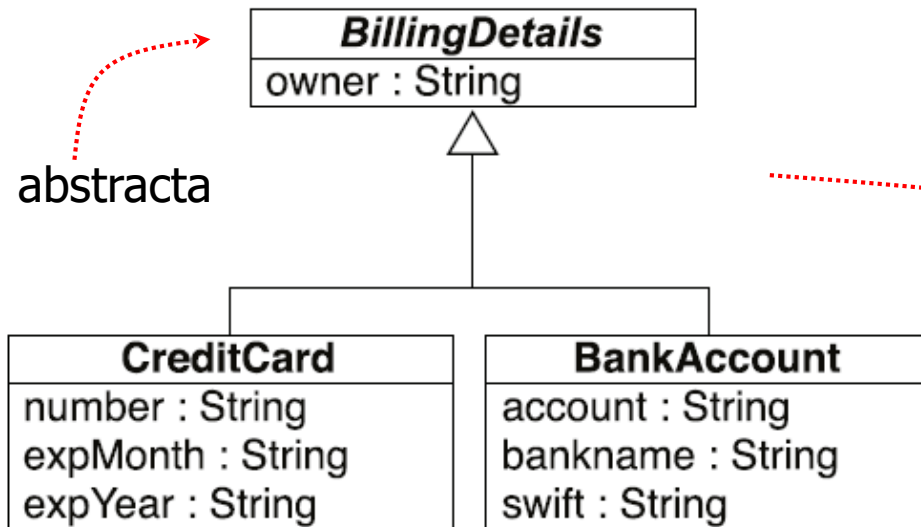 BillingDetails
owner : String
abstracta
CreditCard
number : String
expMonth : String
expYear : String
BankAccount
account : String
bankname : String
swift : String